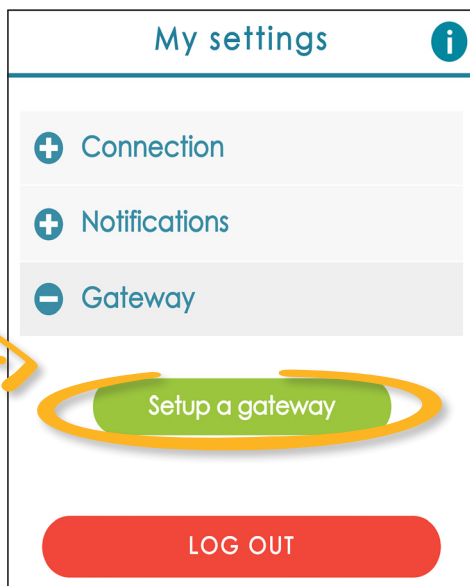 My settings
i
Connection
Notifications
Gateway
Setup a gateway
LOG OUT